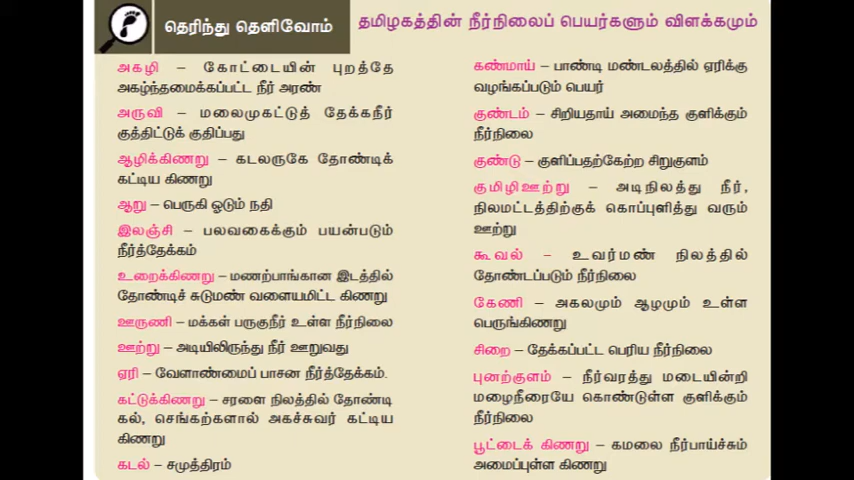 தெரிந்து தெளிவோம்
தமிழகத்தின் நீர்நிலைப் பெயர்களும் விளக்கமும்
அகழி – கோட்டையின் புறத்தே
அகழ்ந்தமைக்கப்பட்ட நீர் அரண்
அருவி – மலைமுகட்டுத் தேக்கநீர்
குத்திட்டுக் குதிப்பது
ஆழிக்கிணறு – கடலருகே தோண்டிக்
கட்டிய கிணறு
ஆறு – பெருகி ஓடும் நதி
இலஞ்சி – பலவகைக்கும் பயன்படும்
நீர்த்தேக்கம்
உறைக்கிணறு – மணற்பாங்கான இடத்தில்
தோண்டிச் சுடுமண் வளையமிட்ட கிணறு
ஊருணி – மக்கள் பருகுநீர் உள்ள நீர்நிலை
ஊற்று – அடியிலிருந்து நீர் ஊறுவது
ஏரி – வேளாண்மைப் பாசன நீர்த்தேக்கம்.
கட்டுக்கிணறு – சரளை நிலத்தில் தோண்டி
கல், செங்கற்களால் அகச்சுவர் கட்டிய
கிணறு
கடல் – சமுத்திரம்
கண்மாய் – பாண்டி மண்டலத்தில் ஏரிக்கு
வழங்கப்படும் பெயர்
குண்டம் – சிறியதாய் அமைந்த குளிக்கும்
நீர்நிலை
குண்டு – குளிப்பதற்கேற்ற சிறுகுளம்
குமிழிஊற்று – அடிநிலத்து நீர்,
நிலமட்டத்திற்குக் கொப்புளித்து வரும்
ஊற்று
கூவல் – உவர்மண் நிலத்தில்
தோண்டப்படும் நீர்நிலை
கேணி – அகலமும் ஆழமும் உள்ள
பெருங்கிணறு
சிறை – தேக்கப்பட்ட பெரிய நீர்நிலை
புனற்குளம் – நீர்வரத்து மடையின்றி
மழைநீரையே கொண்டுள்ள குளிக்கும்
நீர்நிலை
பூட்டைக் கிணறு – கமலை நீர்பாய்ச்சும்
அமைப்புள்ள கிணறு